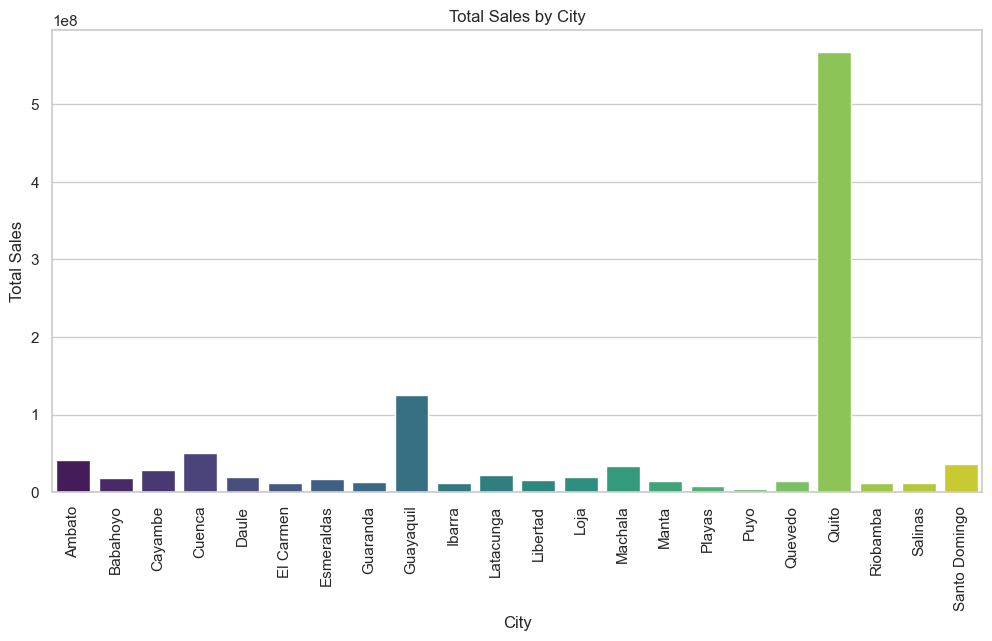 Total Sales by City
1e8
Total Sales
5
4
3
2
1
0
Ambato
Babahoyo
Cayambe
Cuenca
Daule
El Carmen
Esmeraldas
Guaranda
Guayaquil
Ibarra
Latacunga
Libertad
Loja
Machala
Manta
Playas
Puyo
Quevedo
Quito
Riobamba
Salinas
Santo Domingo
City